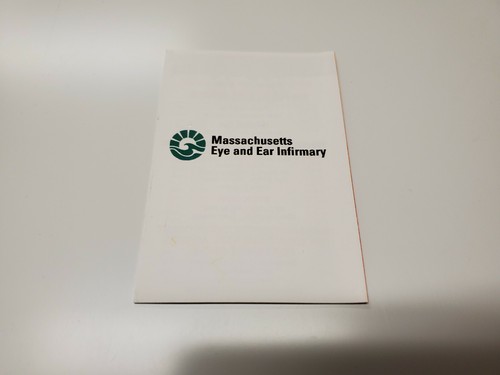 Massachusetts
Eye and Ear Infirmary